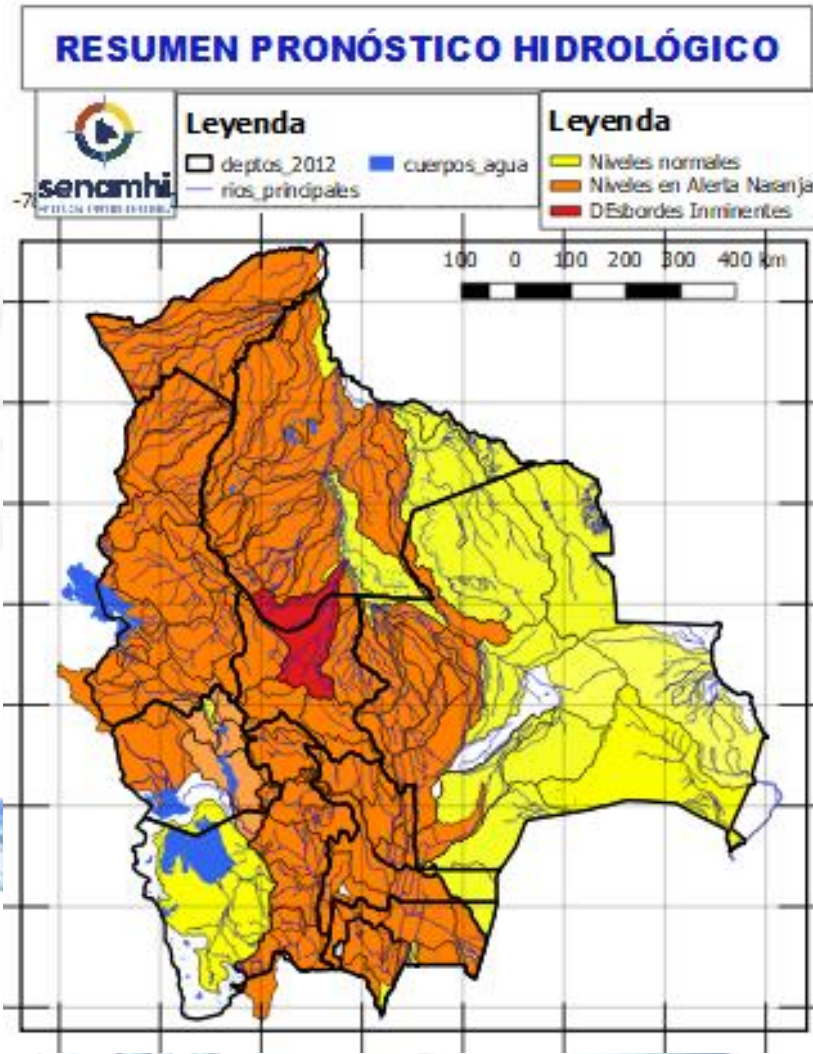 RESUMEN PRONÓSTICO HIDROLÓGICO
senamhi
Leyenda
deptos_2012
cuerpos_agua
rios_principales
Leyenda
Niveles normales
Niveles en Alerta Naranja
DEsbordes Inminentes
100 0 100 200 300 400 km